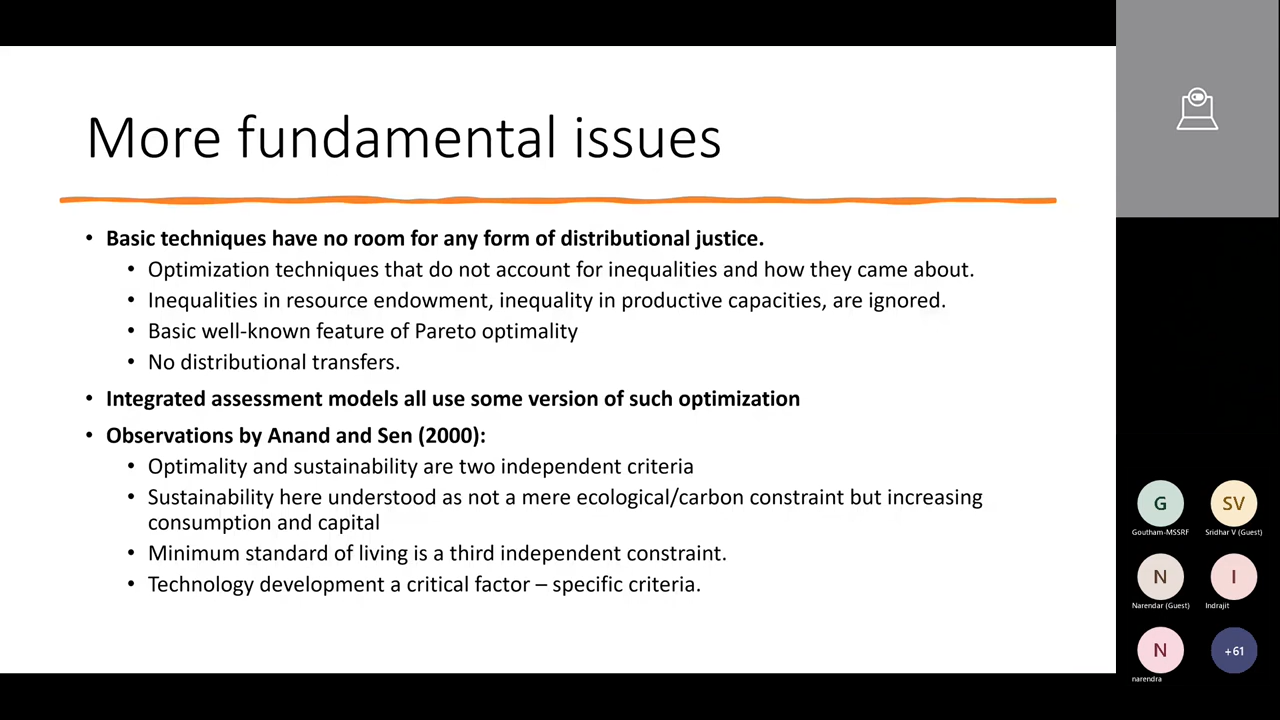 More fundamental issues
• Basic techniques have no room for any form of distributional justice.
• Optimization techniques that do not account for inequalities and how they came about.
• Inequalities in resource endowment, inequality in productive capacities, are ignored.
• Basic well-known feature of Pareto optimality
• No distributional transfers.
• Integrated assessment models all use some version of such optimization
• Observations by Anand and Sen (2000):
• Optimality and sustainability are two independent criteria
• Sustainability here understood as not a mere ecological/carbon constraint but increasing
consumption and capital
• Minimum standard of living is a third independent constraint.
• Technology development a critical factor – specific criteria.
G SV
Goutham-MSSRF Sridhar V (Guest)
N I
Narendar (Guest) Indrajit
N +61
narendra